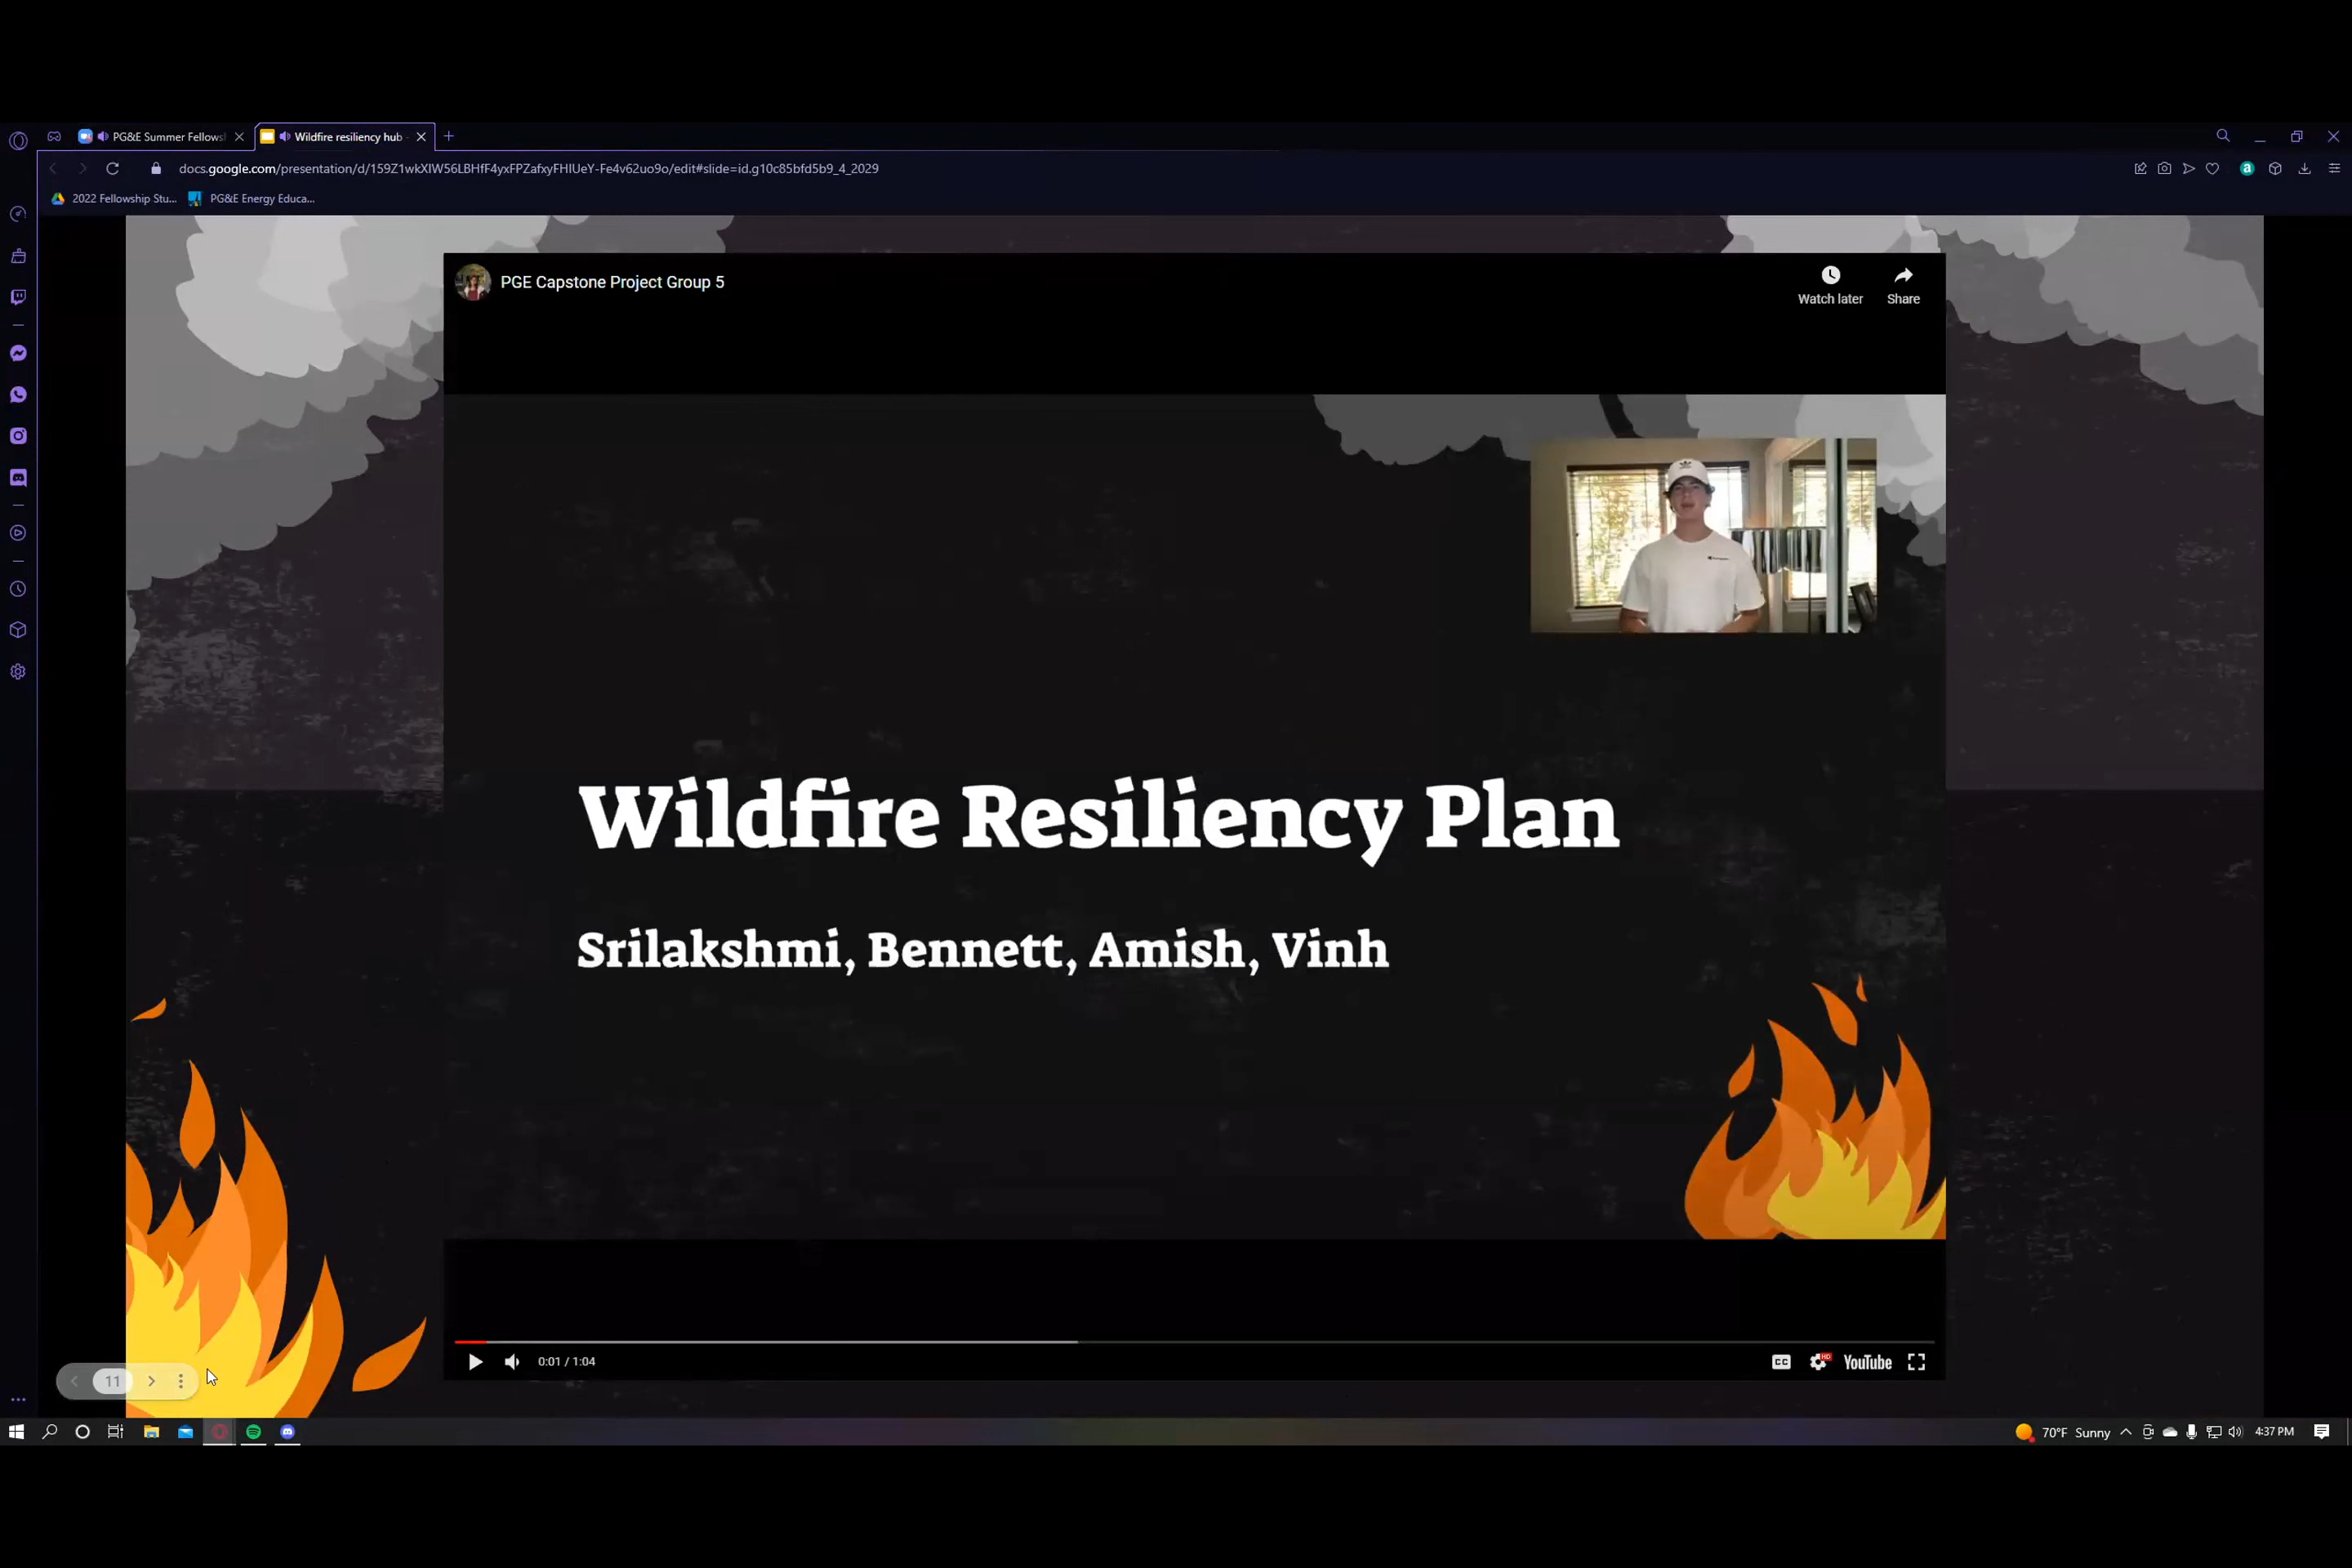 PG&E Summer Fellows
Wildfire resiliency hub
docs.google.com/presentation/d/159Z1wkXIW56LBHfF4yxFPZafxyFHIUeY-Fe4v62uo9o/edit#slide=id.g10c85bfd5b9_4_2029
2022 Fellowship Stu...
PG&E Energy Educa...
PGE Capstone Project Group 5
Watch later
Share
Wildfire Resiliency Plan
Srilakshmi, Bennett, Amish, Vinh
0:01 / 1:04
CC
HD
YouTube
11
70°F Sunny
4:37 PM